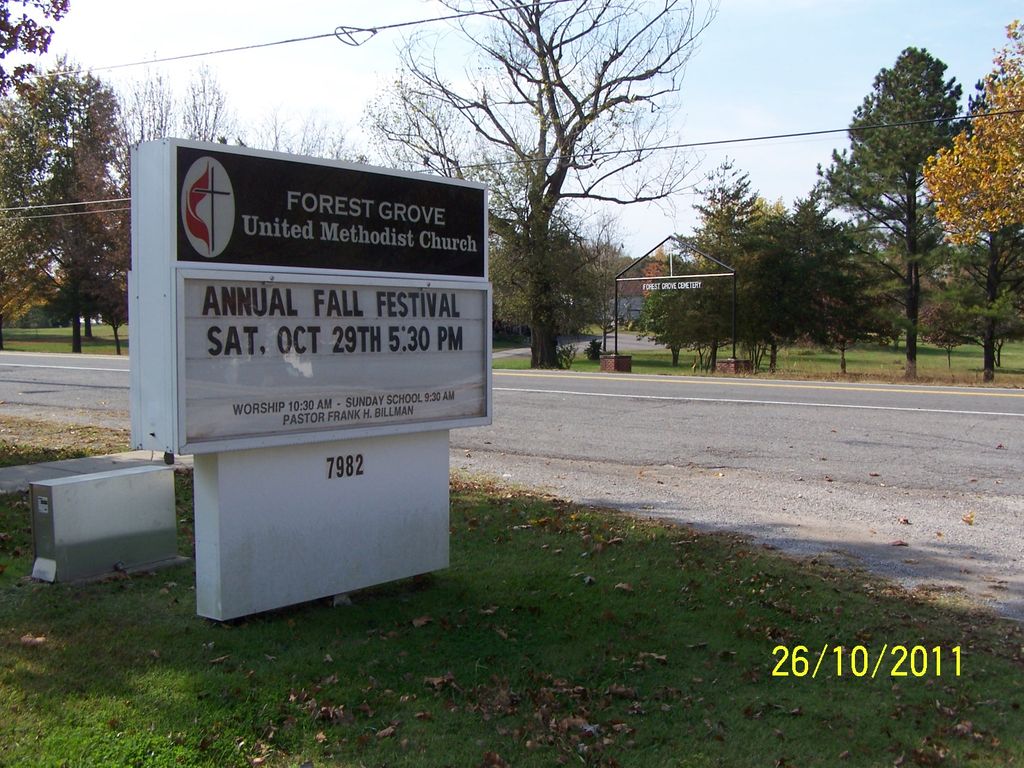 FOREST GROVE
United Methodist Church
ANNUAL FALL FESTIVAL
SAT, OCT 29TH 5.30 PM
WORSHIP 10:30 AM - SUNDAY SCHOOL 9:30 AM
PASTOR FRANK H. BILLMAN
7982
FOREST GROVE CEMETERY
26/10/2011